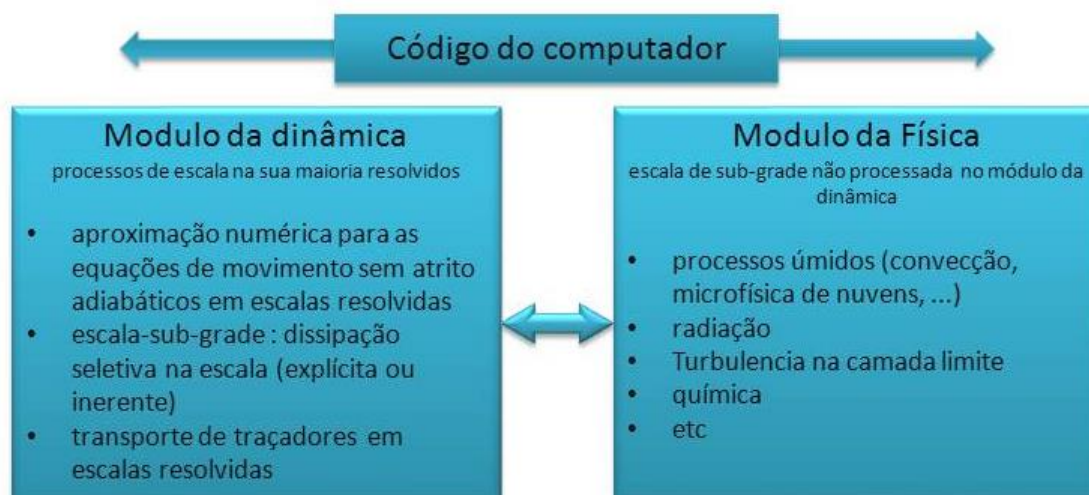 Código do computador
Modulo da dinâmica
processos de escala na sua maioria resolvidos
• aproximação numérica para as
equações de movimento sem atrito
adiabáticos em escalas resolvidas
• escala-sub-grade : dissipação
seletiva na escala (explícita ou
inerente)
• transporte de traçadores em
escalas resolvidas
Modulo da Física
escala de sub-grade não processada no módulo da
dinâmica
• processos úmidos (convecção,
microfísica de nuvens, ...)
• radiação
• Turbulencia na camada limite
• química
• etc